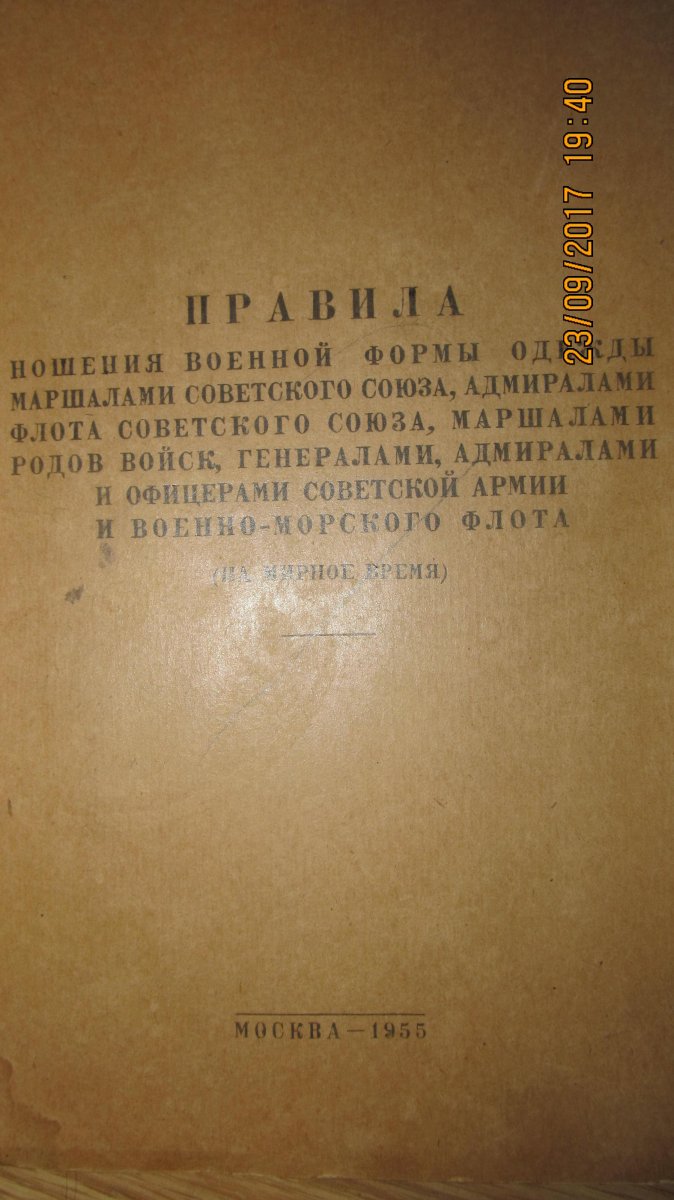 ПРАВИЛА
НОШЕНИЯ ВОЕННОЙ ФОРМЫ ОДЕЖДЫ
МАРШАЛАМИ СОВЕТСКОГО СОЮЗА, АДМИРАЛАМИ
ФЛОТА СОВЕТСКОГО СОЮЗА, МАРШАЛАМИ
РОДОВ ВОЙСК, ГЕНЕРАЛАМИ, АДМИРАЛАМИ
И ОФИЦЕРАМИ СОВЕТСКОЙ АРМИИ
И ВОЕННО-МОРСКОГО ФЛОТА
(НА МИРНОЕ ВРЕМЯ)
МОСКВА — 1955
23/09/2017 19:40